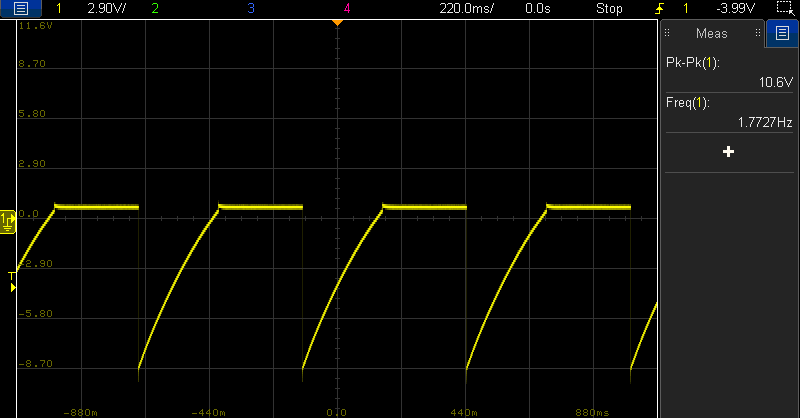 1 2.90V/ 2 3 4 220.0ms/ 0.0s Stop 1 -3.99V
11.6V
8.70
5.80
2.90
0.0
-2.90
-5.80
-8.70
-880m -440m 0.0 440m 880ms
1
T
Meas
Pk-Pk(1):
10.6V
Freq(1):
1.7727Hz